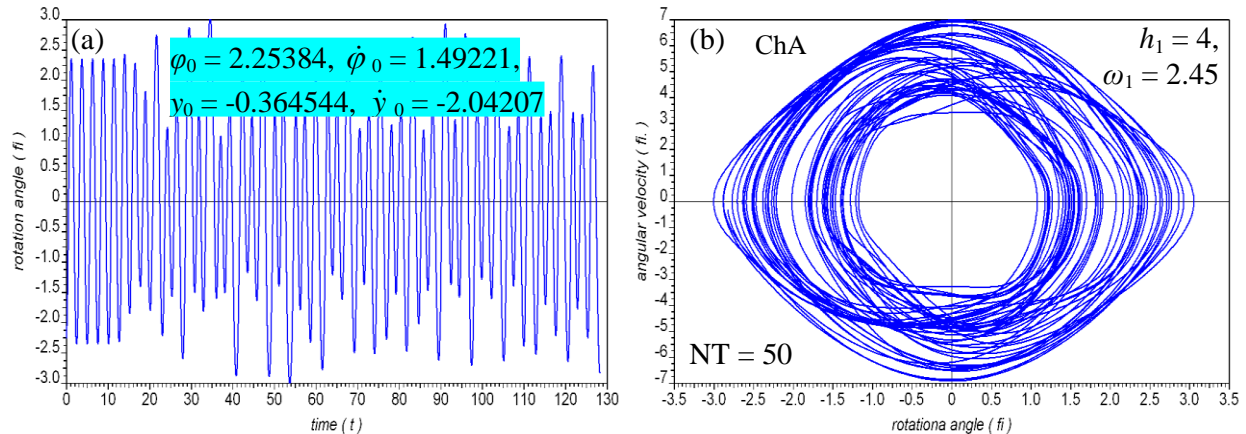 (a)
φ₀ = 2.25384, φ̇ ₀ = 1.49221,
y₀ = -0.364544, ẏ ₀ = -2.04207
3.0
2.5
2.0
1.5
1.0
0.5
0
-0.5
-1.0
-1.5
-2.0
-2.5
-3.0
rotation angle ( fi )
0 10 20 30 40 50 60 70 80 90 100 110 120 130
time ( t )
(b)
ChA
h₁ = 4,
ω₁ = 2.45
NT = 50
7
6
5
4
3
2
1
0
-1
-2
-3
-4
-5
-6
-7
angular velocity ( fi. )
-3.5 -3.0 -2.5 -2.0 -1.5 -1.0 -0.5 0.0 0.5 1.0 1.5 2.0 2.5 3.0 3.5
rotationa angle ( fi )